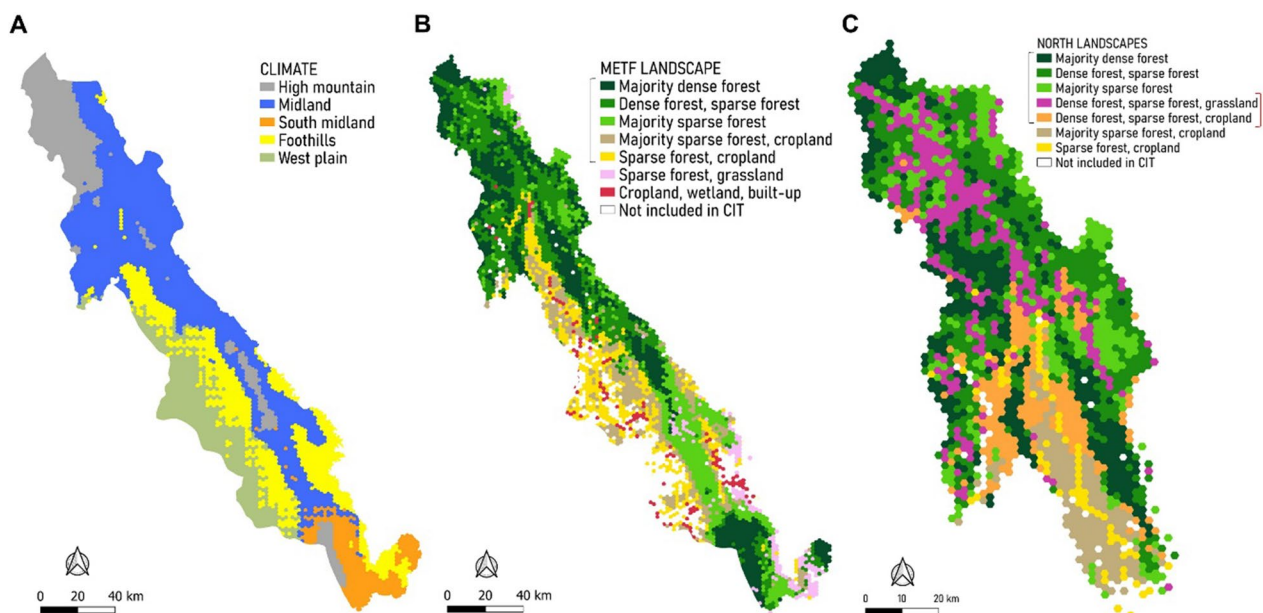 A
CLIMATE
High mountain
Midland
South midland
Foothills
West plain
0 20 40 km
B
METF LANDSCAPE
Majority dense forest
Dense forest, sparse forest
Majority sparse forest
Majority sparse forest, cropland
Sparse forest, cropland
Sparse forest, grassland
Cropland, wetland, built-up
Not included in CIT
0 20 40 km
C
NORTH LANDSCAPES
Majority dense forest
Dense forest, sparse forest
Majority sparse forest
Dense forest, sparse forest, grassland
Dense forest, sparse forest, cropland
Majority sparse forest, cropland
Sparse forest, cropland
Not included in CIT
0 10 20 km